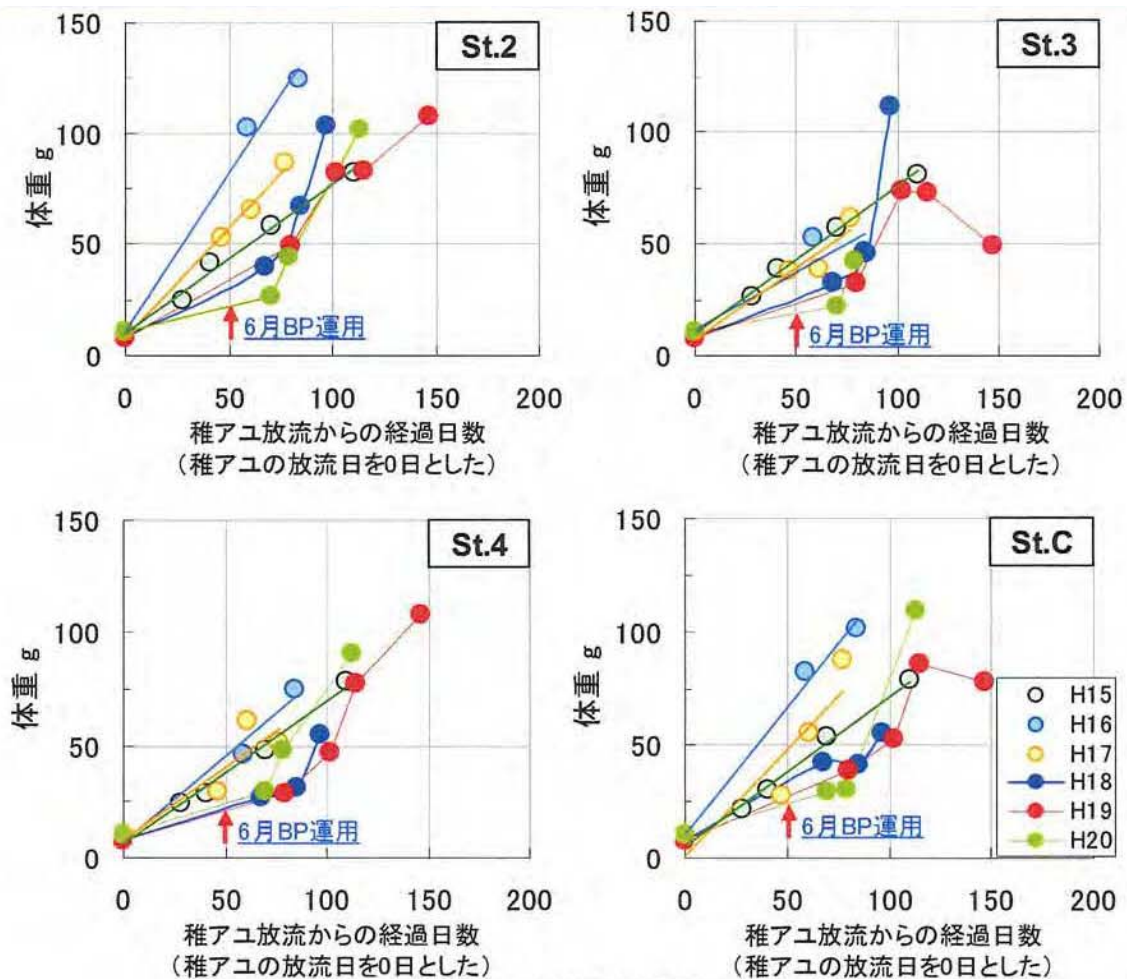 150
100
50
0
体重 g
St.2
6月BP運用
0 50 100 150 200
稚アユ放流からの経過日数
（稚アユの放流日を0日とした）
150
100
50
0
体重 g
St.3
6月BP運用
0 50 100 150 200
稚アユ放流からの経過日数
（稚アユの放流日を0日とした）
150
100
50
0
体重 g
St.4
6月BP運用
0 50 100 150 200
稚アユ放流からの経過日数
（稚アユの放流日を0日とした）
150
100
50
0
体重 g
St.C
6月BP運用
H15
H16
H17
H18
H19
H20
0 50 100 150 200
稚アユ放流からの経過日数
（稚アユの放流日を0日とした）